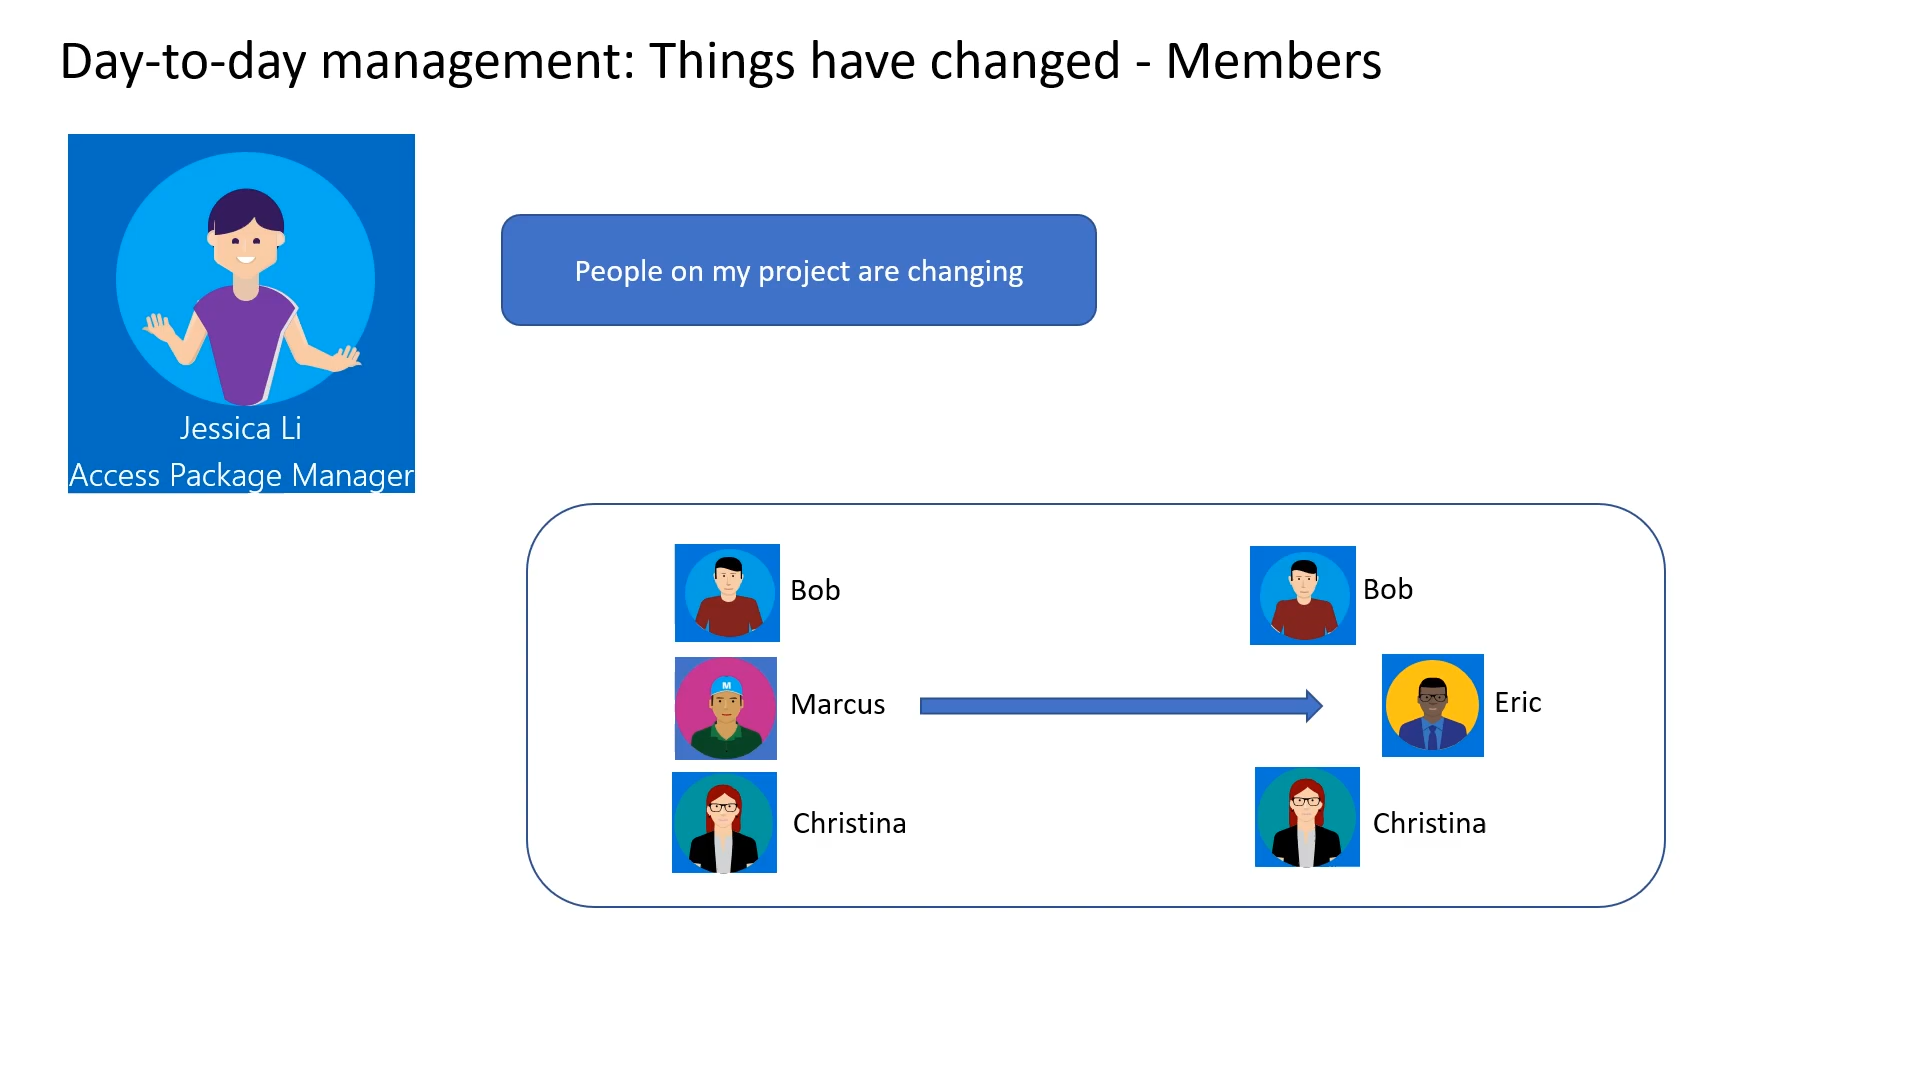 Day-to-day management: Things have changed - Members
Jessica Li
Access Package Manager
People on my project are changing
Bob
Bob
M
Marcus
Eric
Christina
Christina